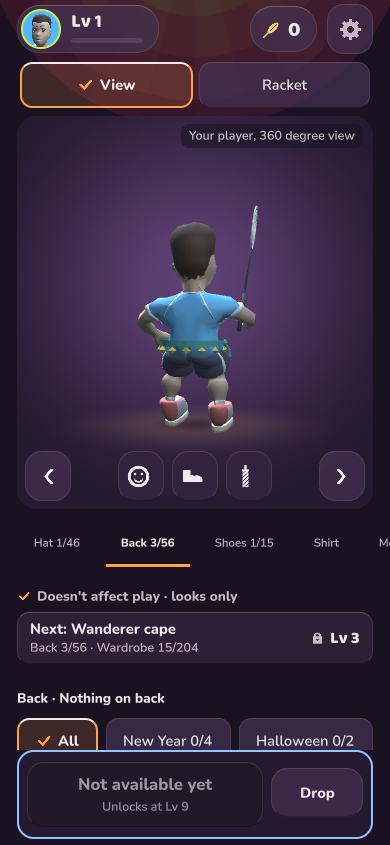 Lv 1
0
View
Racket
Your player, 360 degree view
Hat 1/46
Back 3/56
Shoes 1/15
Shirt
Doesn't affect play · looks only
Next: Wanderer cape
Back 3/56 · Wardrobe 15/204
Lv 3
Back · Nothing on back
All
New Year 0/4
Halloween 0/2
Not available yet
Unlocks at Lv 9
Drop